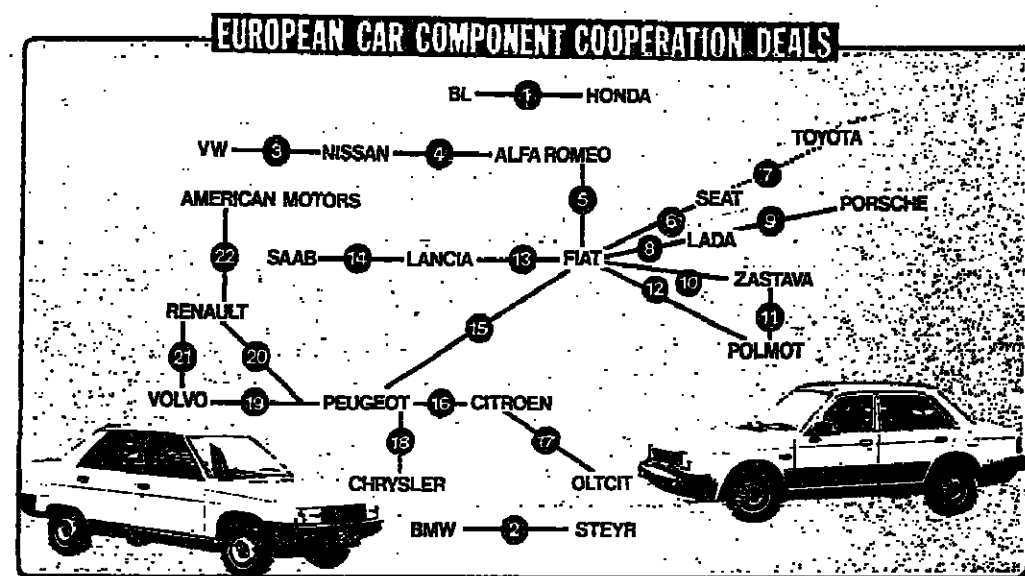 EUROPEAN CAR COMPONENT COOPERATION DEALS
BL 1 HONDA
TOYOTA
VW 3 NISSAN 4 ALFA ROMEO
7
AMERICAN MOTORS 5 SEAT PORSCHE
6 9
22 SAAB 14 LANCIA 13 FIAT 8 LADA
10 ZASTAVA
12
RENAULT 11
15
21 20 POLMOT
VOLVO 19 PEUGEOT 16 CITROEN
18 17
CHRYSLER OLTCIT
BMW 2 STEYR